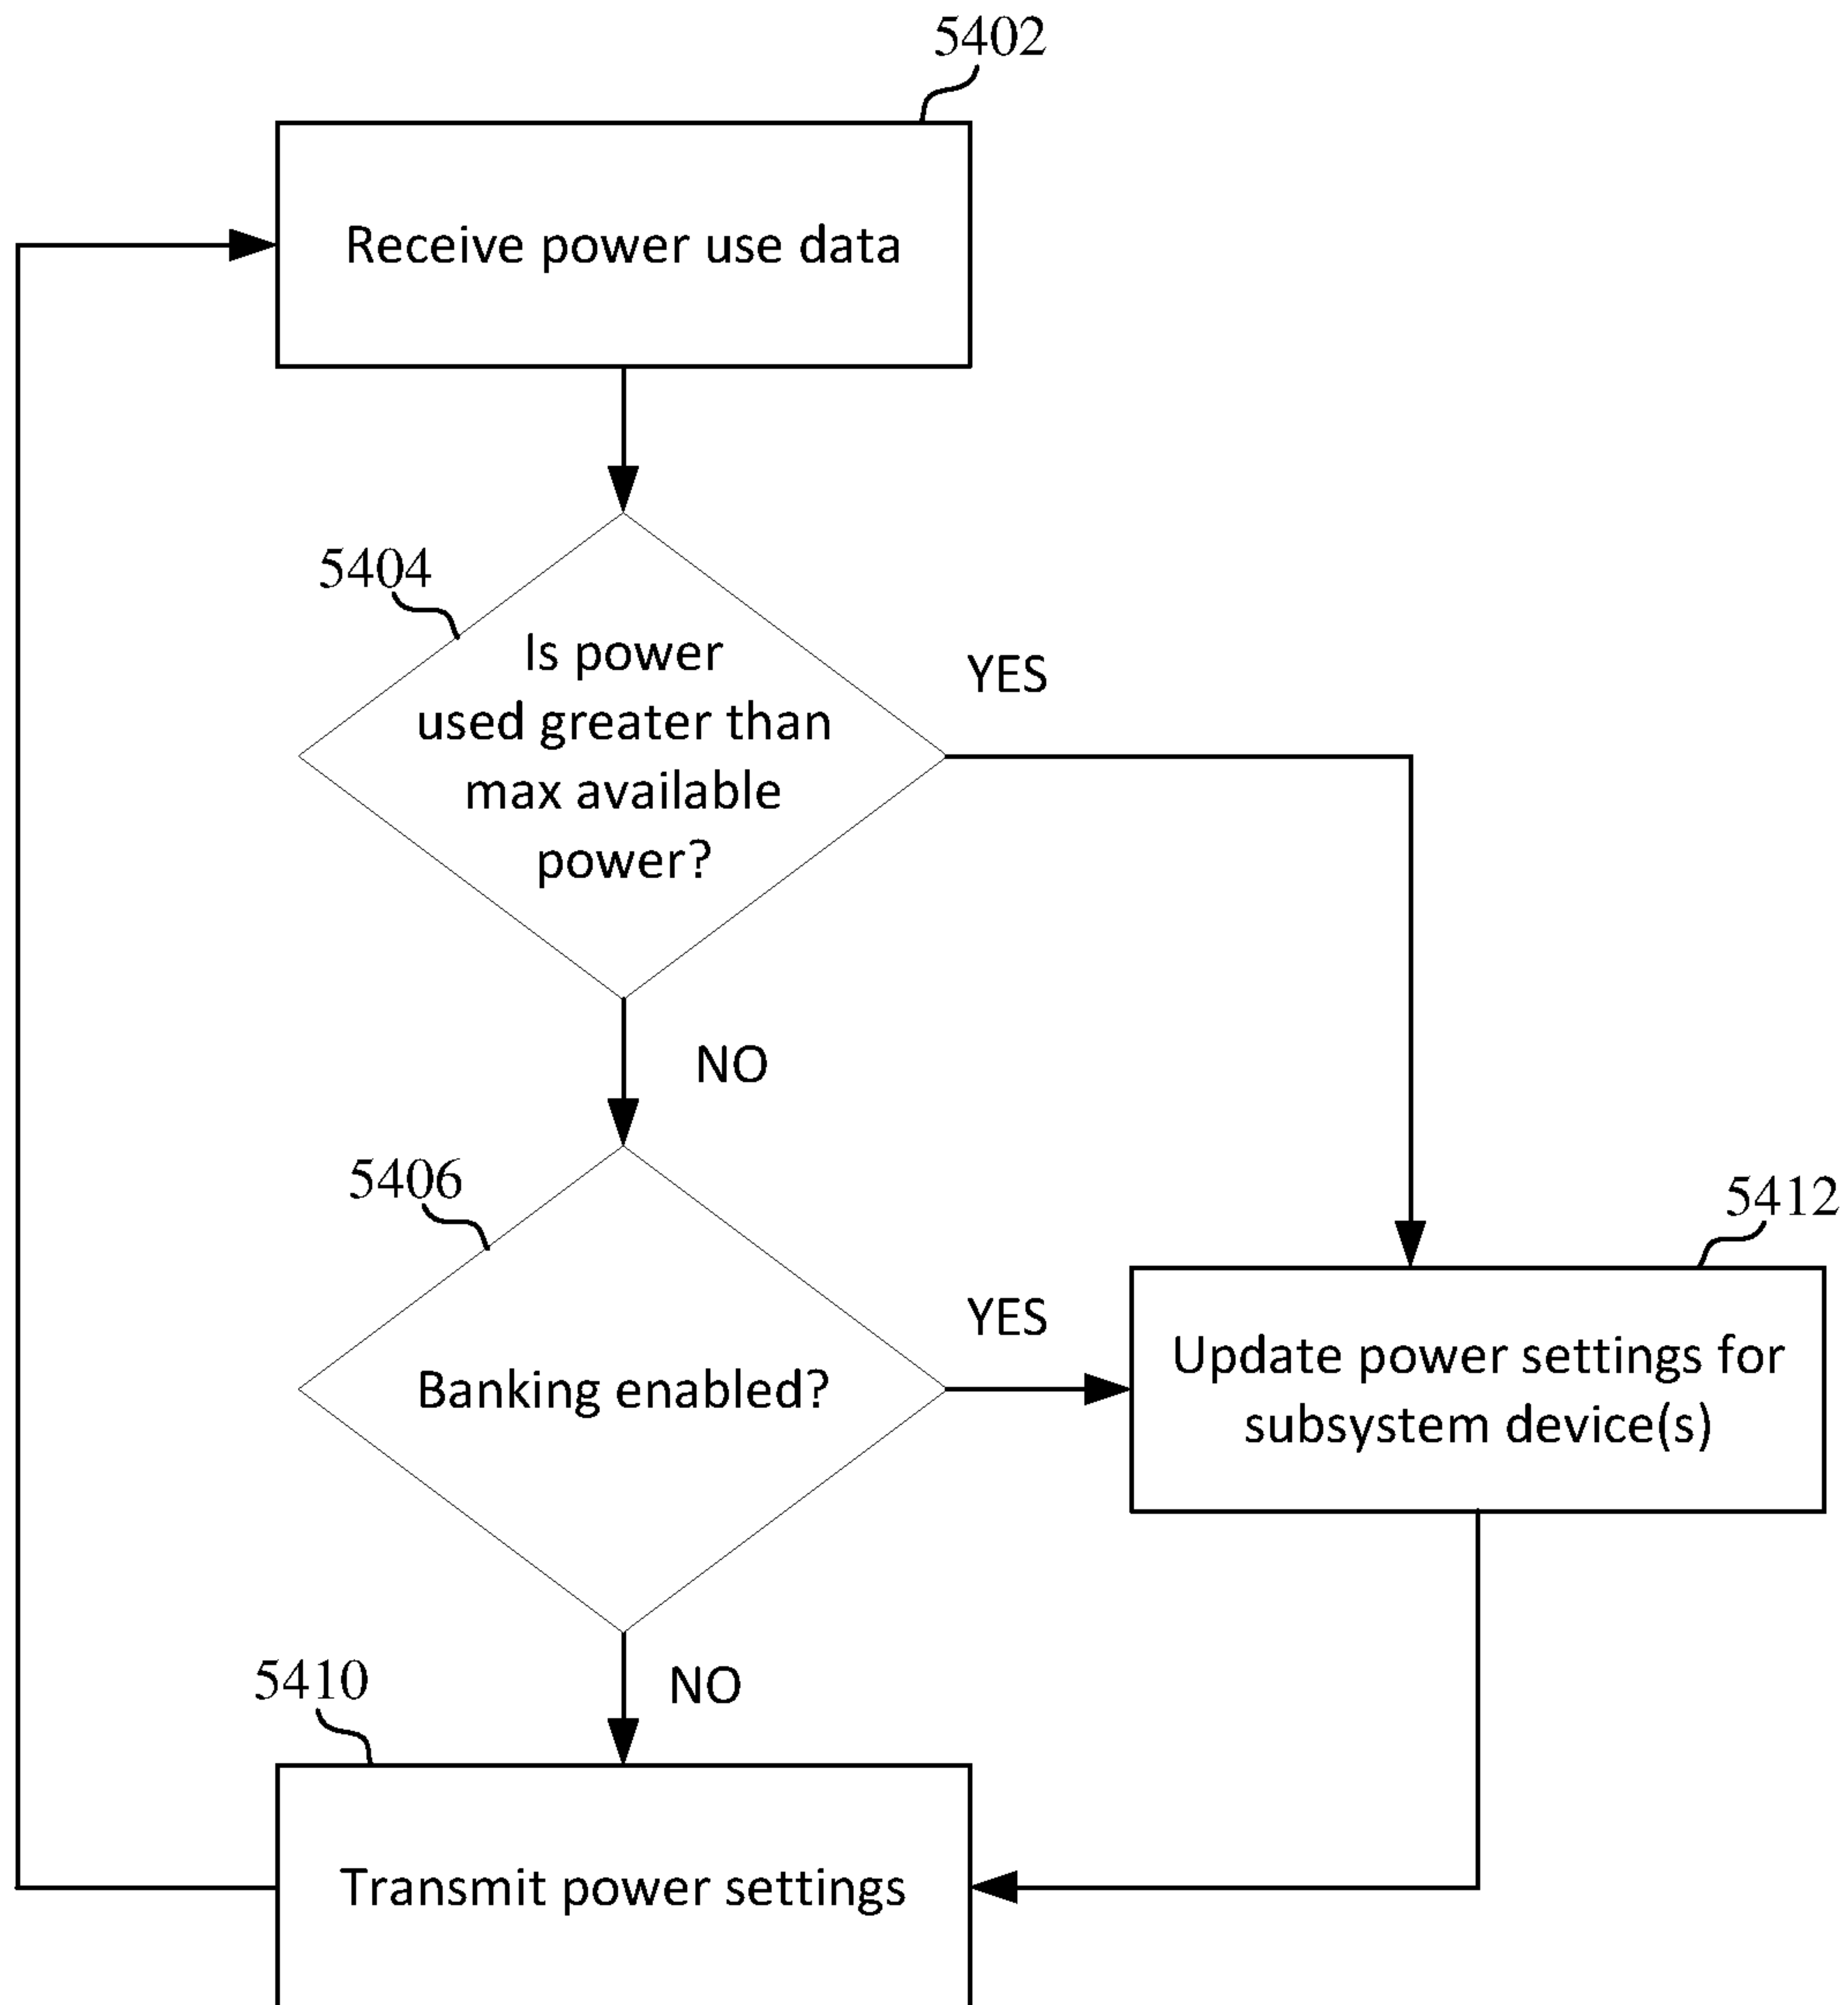 5402
Receive power use data
5404
Is power
used greater than
max available
power?
YES
NO
5406
Banking enabled?
YES
5412
Update power settings for
subsystem device(s)
NO
5410
Transmit power settings